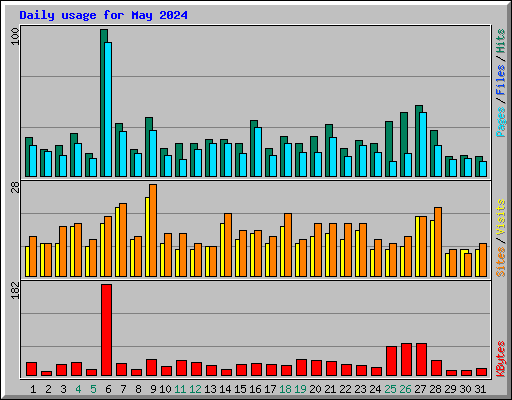 Daily usage for May 2024
100
Pages / Files / Hits
28
Sites / Visits
182
KBytes
1 2 3 4 5 6 7 8 9 10 11 12 13 14 15 16 17 18 19 20 21 22 23 24 25 26 27 28 29 30 31